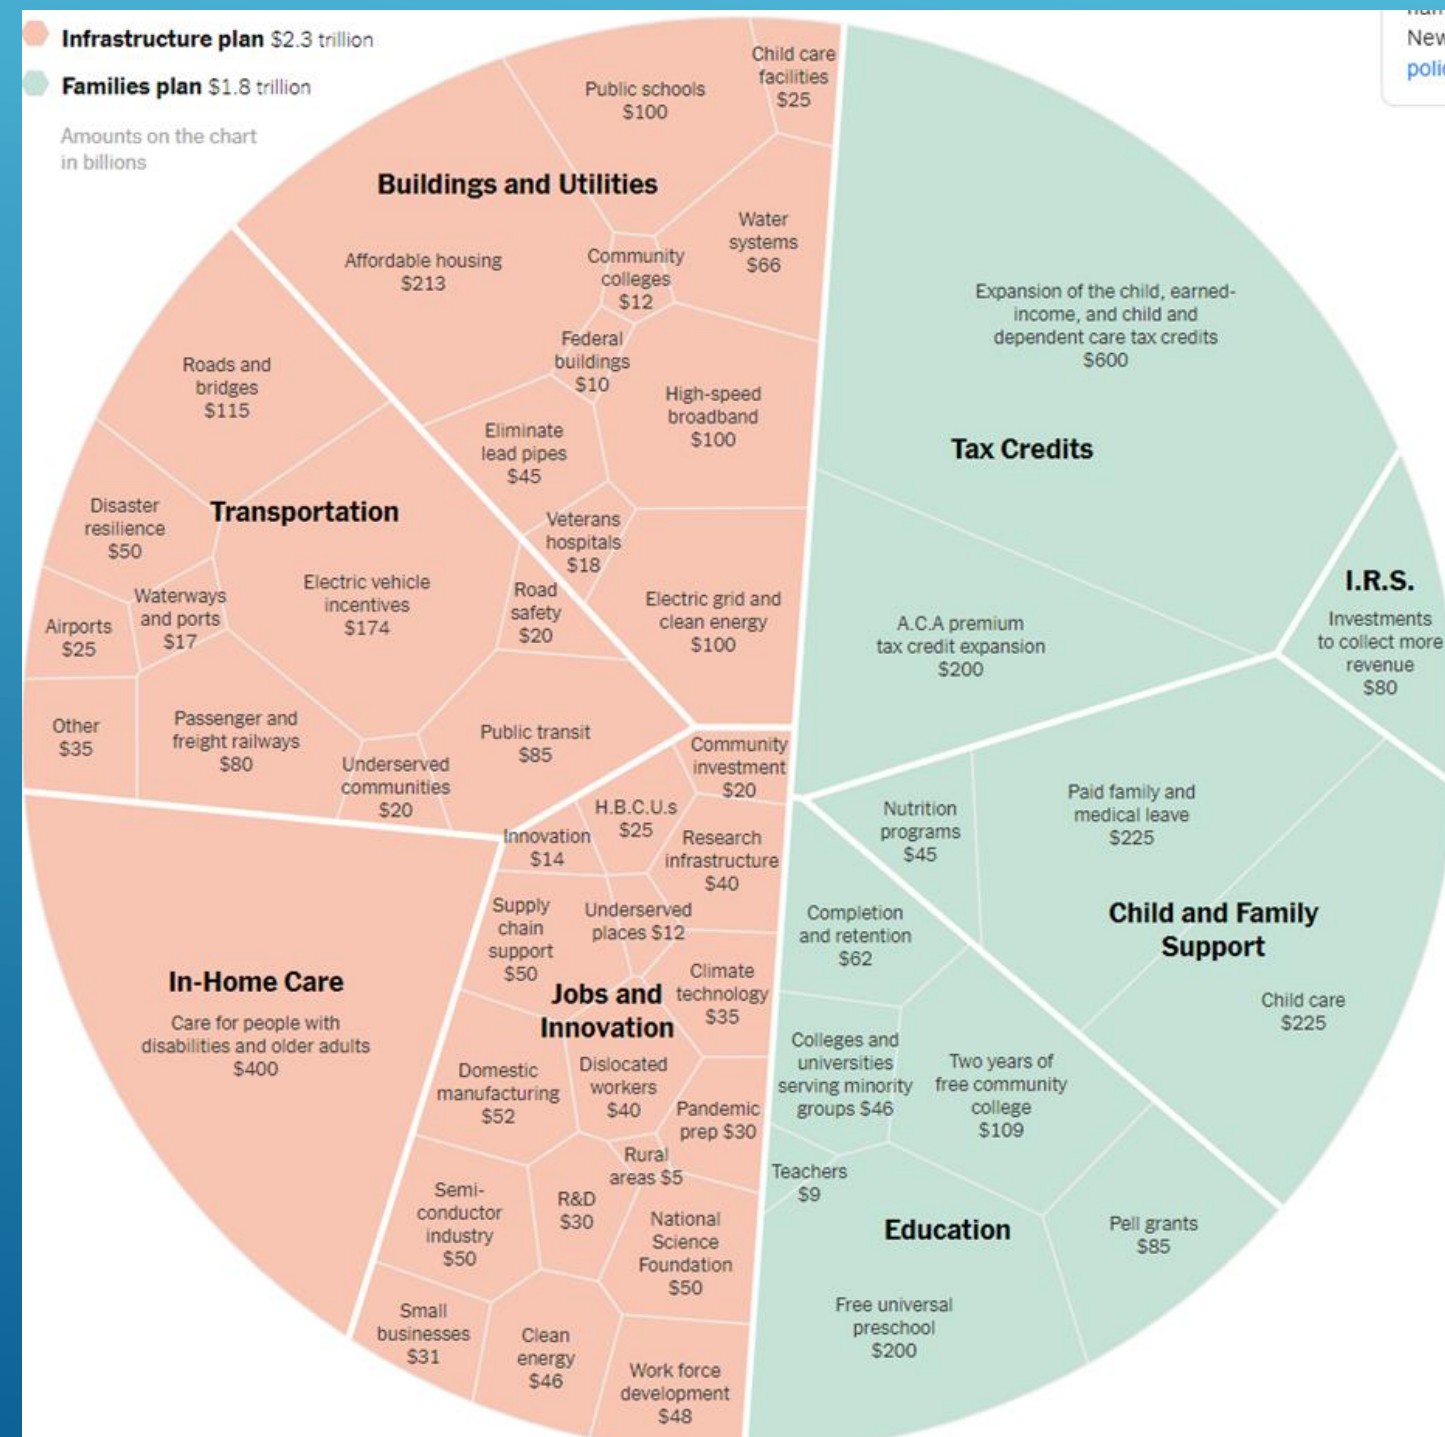 Infrastructure plan $2.3 trillion
Families plan $1.8 trillion
Amounts on the chart
in billions
New
polic
Buildings and Utilities
Public schools
$100
Child care
facilities
$25
Affordable housing
$213
Community
colleges
$12
Water
systems
$66
Federal
buildings
$10
High-speed
broadband
$100
Eliminate
lead pipes
$45
Veterans
hospitals
$18
Electric grid and
clean energy
$100
Transportation
Roads and
bridges
$115
Disaster
resilience
$50
Airports
$25
Waterways
and ports
$17
Electric vehicle
incentives
$174
Road
safety
$20
Other
$35
Passenger and
freight railways
$80
Underserved
communities
$20
Public transit
$85
In-Home Care
Care for people with
disabilities and older adults
$400
Jobs and
Innovation
Community
investment
$20
H.B.C.U.s
$25
Innovation
$14
Research
infrastructure
$40
Supply
chain
support
$50
Underserved
places $12
Climate
technology
$35
Domestic
manufacturing
$52
Dislocated
workers
$40
Pandemic
prep $30
Rural
areas $5
Semi-
conductor
industry
$50
R&D
$30
National
Science
Foundation
$50
Small
businesses
$31
Clean
energy
$46
Work force
development
$48
Tax Credits
Expansion of the child, earned-
income, and child and
dependent care tax credits
$600
A.C.A premium
tax credit expansion
$200
I.R.S.
Investments
to collect more
revenue
$80
Child and Family
Support
Nutrition
programs
$45
Paid family and
medical leave
$225
Child care
$225
Education
Completion
and retention
$62
Colleges and
universities
serving minority
groups $46
Two years of
free community
college
$109
Teachers
$9
Pell grants
$85
Free universal
preschool
$200